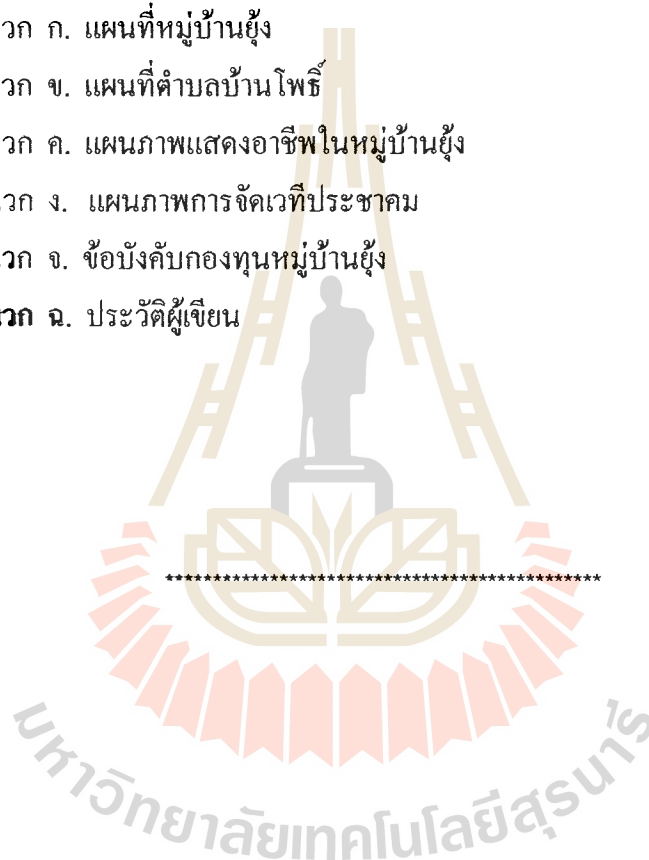 วก ก. แผนที่หมู่บ้านยุ้ง
วก ข. แผนที่ตำบลบ้านโพธิ์
วก ค. แผนภาพแสดงอาชีพในหมู่บ้านยุ้ง
วก ง. แผนภาพการจัดเวทีประชาคม
วก จ. ข้อบังคับกองทุนหมู่บ้านยุ้ง
วก ฉ. ประวัติผู้เขียน
**********************************************
มหาวิทยาลัยเทคโนโลยีสุรนารี